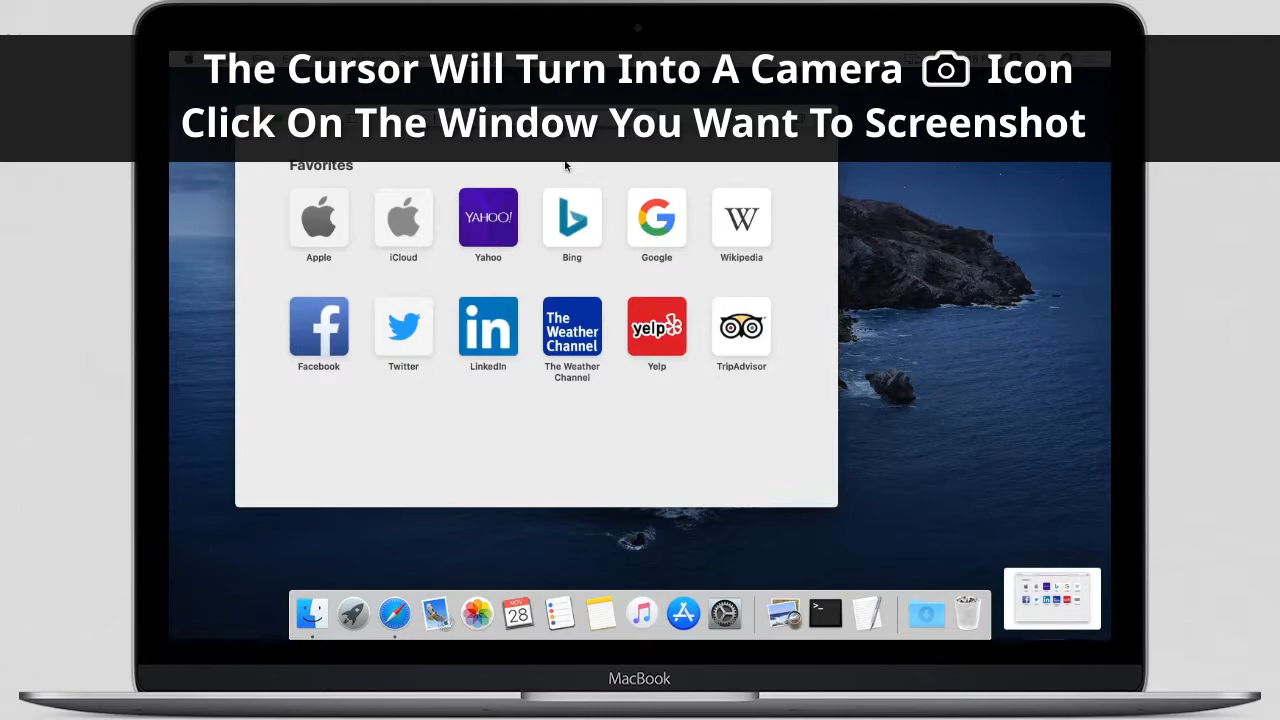 The Cursor Will Turn Into A Camera Icon
Click On The Window You Want To Screenshot
Favorites
YAHOO!
W
Apple
iCloud
Yahoo
Bing
Google
Wikipedia
f
in
The
Weather
Channel
yelp
Facebook
Twitter
LinkedIn
The Weather
Channel
Yelp
TripAdvisor
NOV
28
MacBook